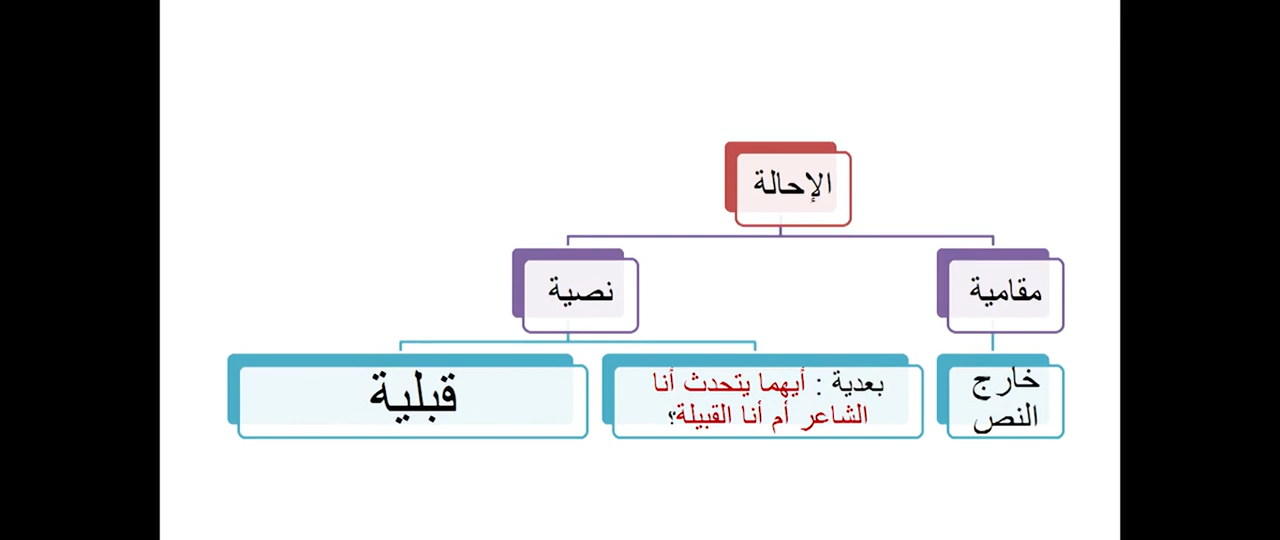 الإحالة
مقامية
نصية
خارج
النص
بعدية : أيهما يتحدث أنا
الشاعر أم أنا القبيلة؟
قبلية